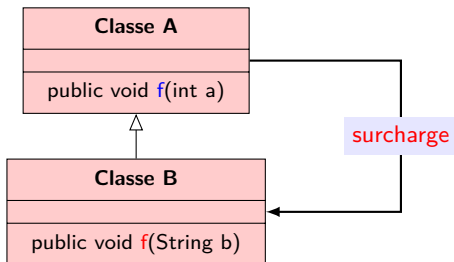 Classe A
public void f(int a)
surcharge
Classe B
public void f(String b)